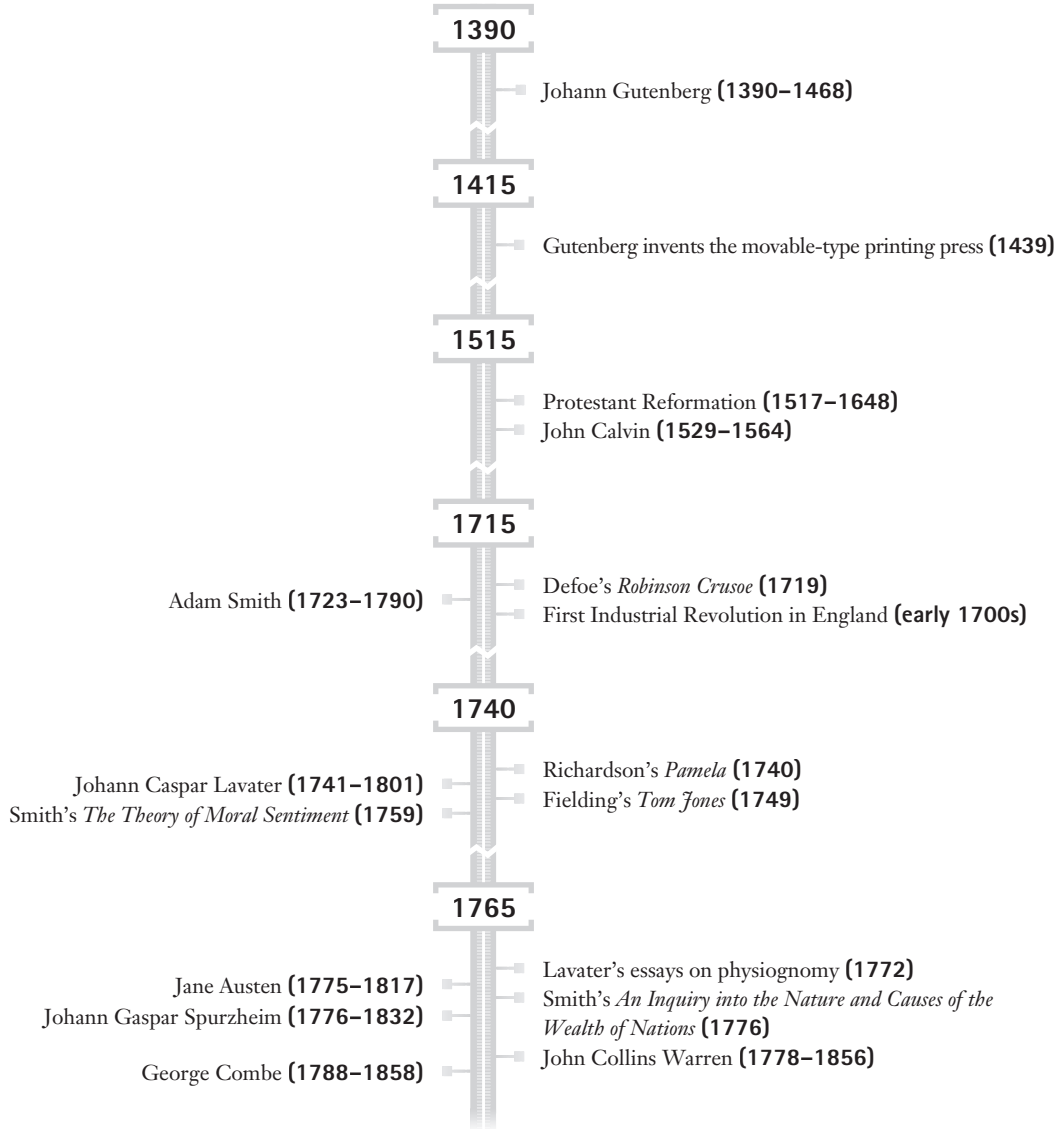 1390
Johann Gutenberg (1390–1468)
1415
Gutenberg invents the movable-type printing press (1439)
1515
Protestant Reformation (1517–1648)
John Calvin (1529–1564)
1715
Defoe's Robinson Crusoe (1719)
Adam Smith (1723–1790)
First Industrial Revolution in England (early 1700s)
1740
Richardson's Pamela (1740)
Johann Caspar Lavater (1741–1801)
Fielding's Tom Jones (1749)
Smith's The Theory of Moral Sentiment (1759)
1765
Lavater's essays on physiognomy (1772)
Jane Austen (1775–1817)
Smith's An Inquiry into the Nature and Causes of the
Wealth of Nations (1776)
Johann Gaspar Spurzheim (1776–1832)
John Collins Warren (1778–1856)
George Combe (1788–1858)